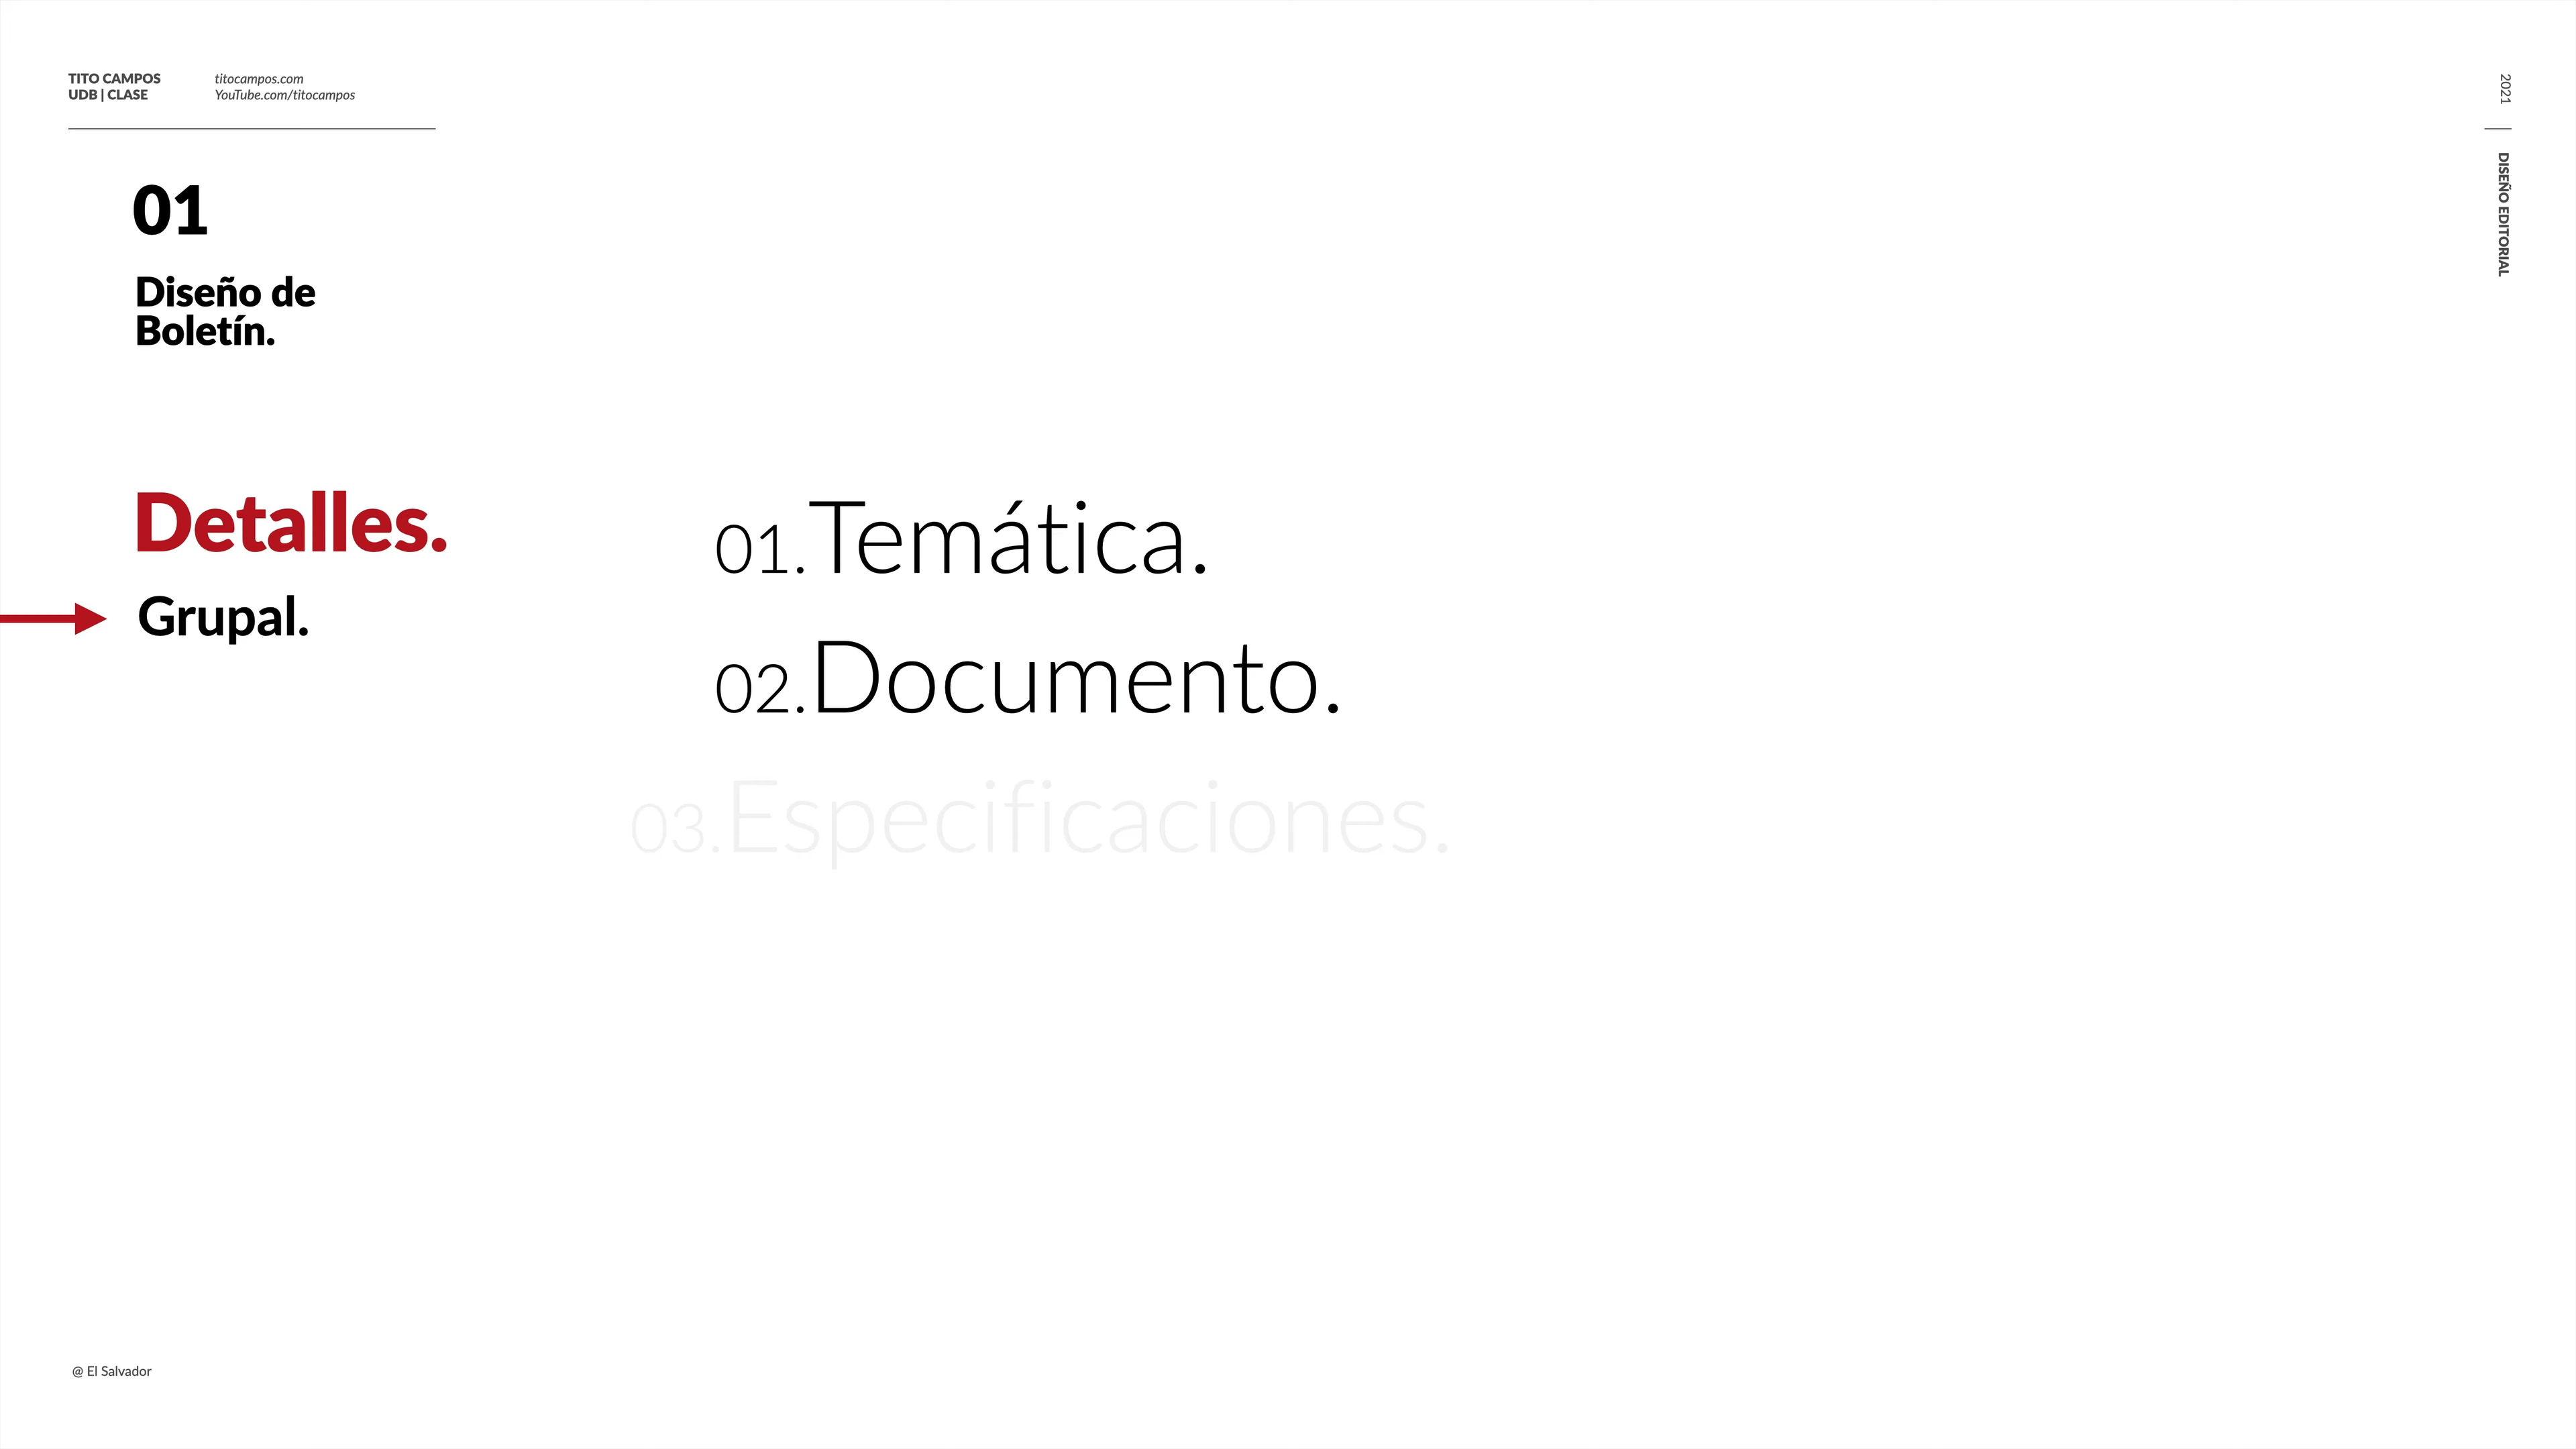 TITO CAMPOS
UDB | CLASE
titocampos.com
YouTube.com/titocampos
2021
DISEÑO EDITORIAL
01
Diseño de
Boletín.
Detalles.
Grupal.
01.Temática.
02.Documento.
03.Especificaciones.
@ El Salvador